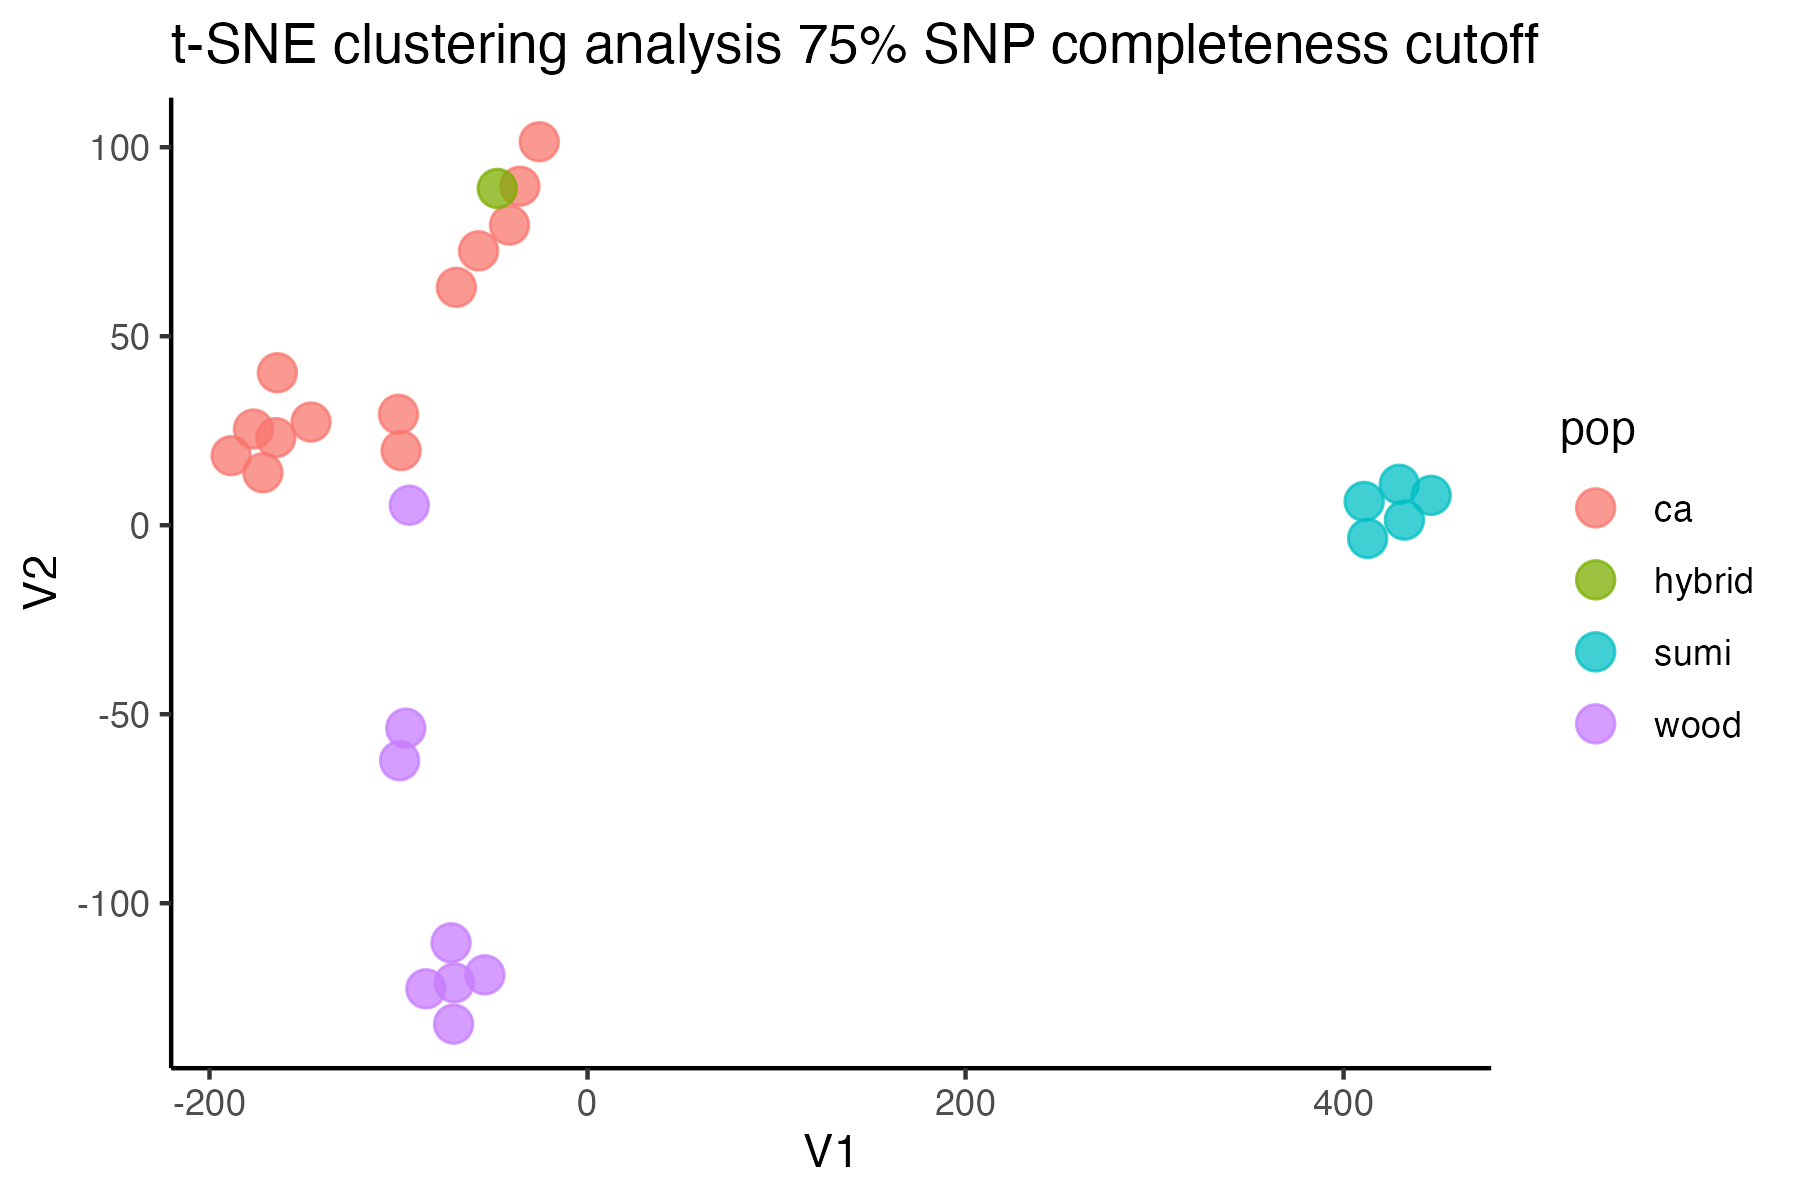 t-SNE clustering analysis 75% SNP completeness cutoff
100
50
0
-50
-100
V2
-200
0
200
400
V1
pop
ca
hybrid
sumi
wood